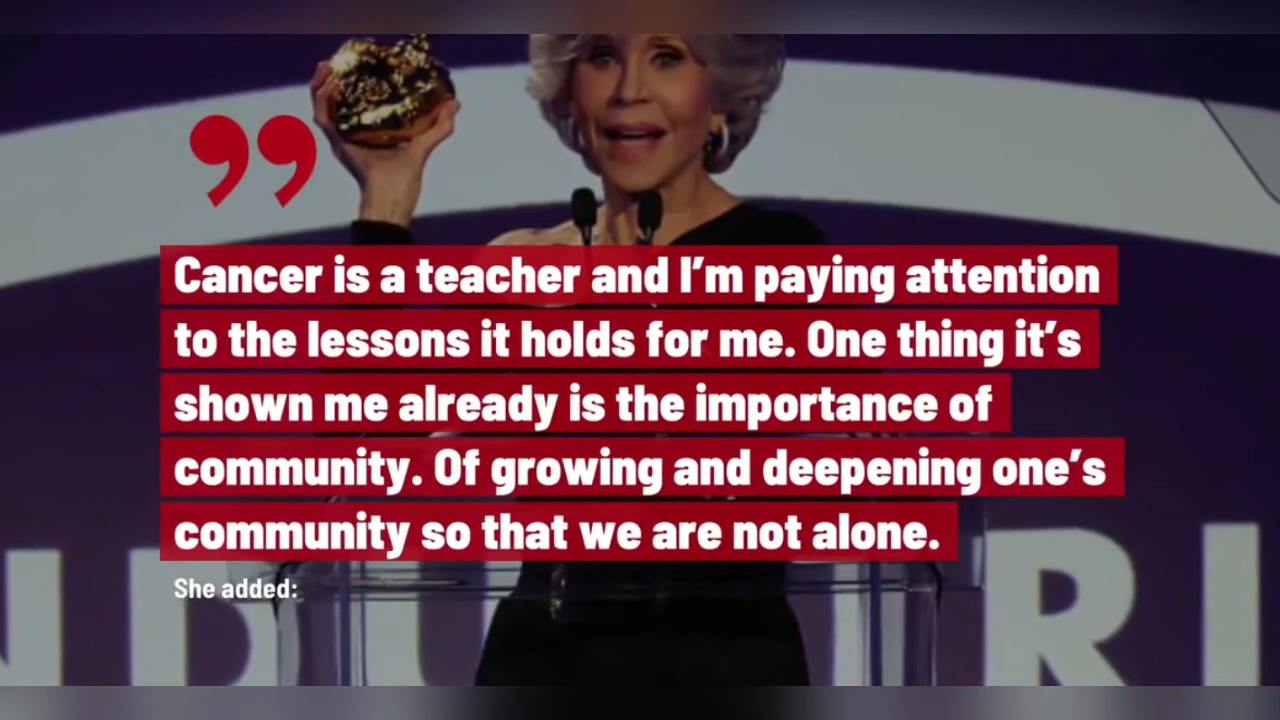 ”
Cancer is a teacher and I’m paying attention
to the lessons it holds for me. One thing it’s
shown me already is the importance of
community. Of growing and deepening one’s
community so that we are not alone.
She added: